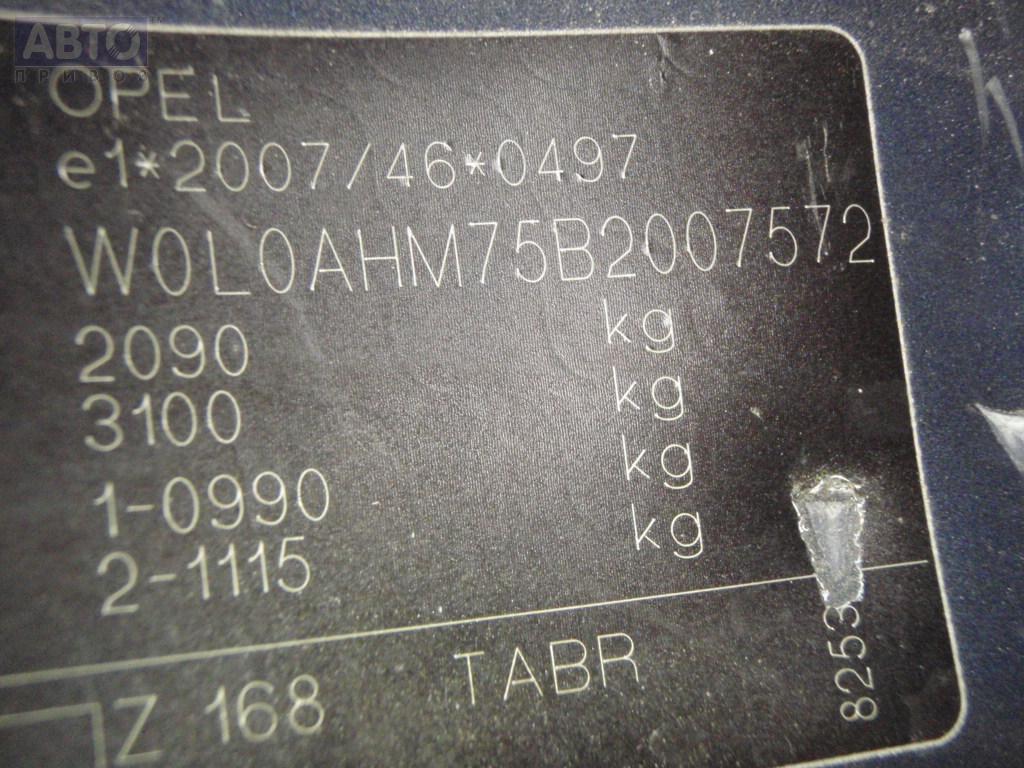 АВТО
ПРИВОЗ
OPEL
e1*2007/46*0497
W0L0AHM75B2007572
2090 kg
3100 kg
1-0990 kg
2-1115 kg
Z 168 TABR
8253